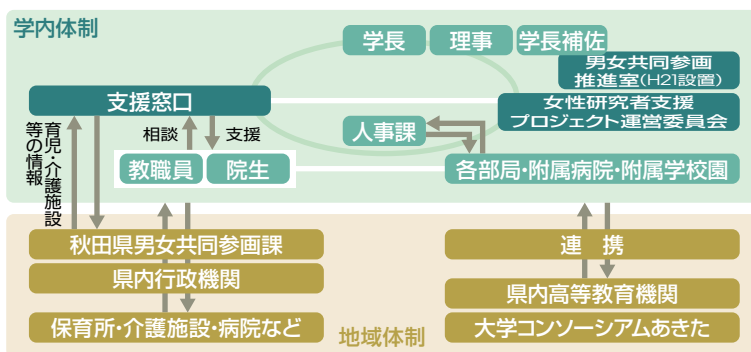 学内体制
学長
理事
学長補佐
男女共同参画
推進室(H21設置)
支援窓口
女性研究者支援
プロジェクト運営委員会
育児・介護施設
等の情報
相談
支援
人事課
教職員
院生
各部局・附属病院・附属学校園
秋田県男女共同参画課
連 携
県内行政機関
県内高等教育機関
保育所・介護施設・病院など
地域体制
大学コンソーシアムあきた